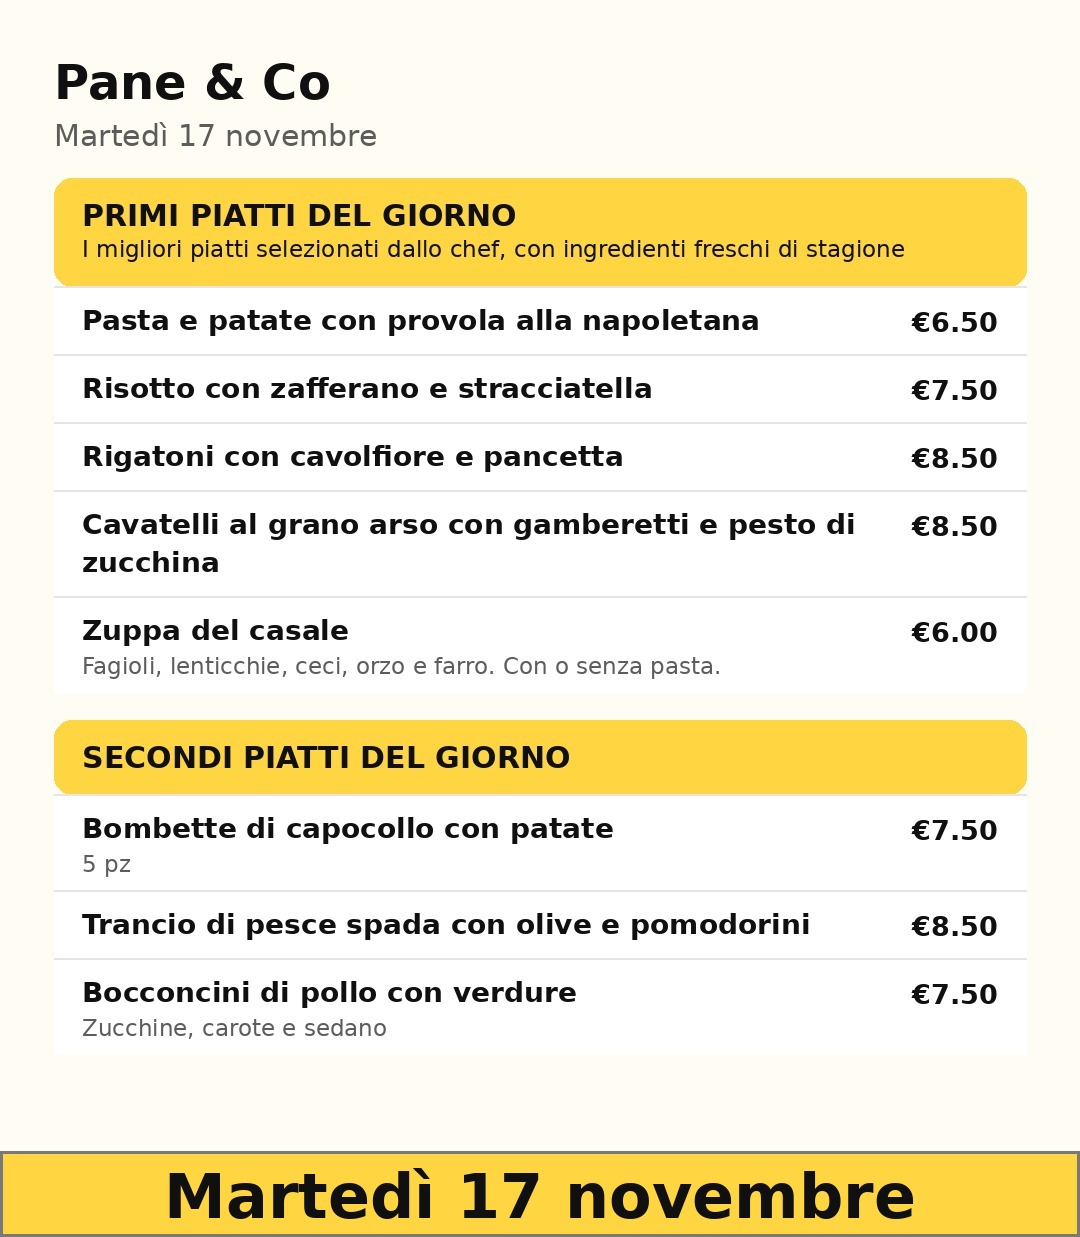 Pane & Co
Martedì 17 novembre
PRIMI PIATTI DEL GIORNO
I migliori piatti selezionati dallo chef, con ingredienti freschi di stagione
Pasta e patate con provola alla napoletana €6.50
Risotto con zafferano e stracciatella €7.50
Rigatoni con cavolfiore e pancetta €8.50
Cavatelli al grano arso con gamberetti e pesto di €8.50
zucchina
Zuppa del casale €6.00
Fagioli, lenticchie, ceci, orzo e farro. Con o senza pasta.
SECONDI PIATTI DEL GIORNO
Bombette di capocollo con patate €7.50
5 pz
Trancio di pesce spada con olive e pomodorini €8.50
Bocconcini di pollo con verdure €7.50
Zucchine, carote e sedano
Martedì 17 novembre